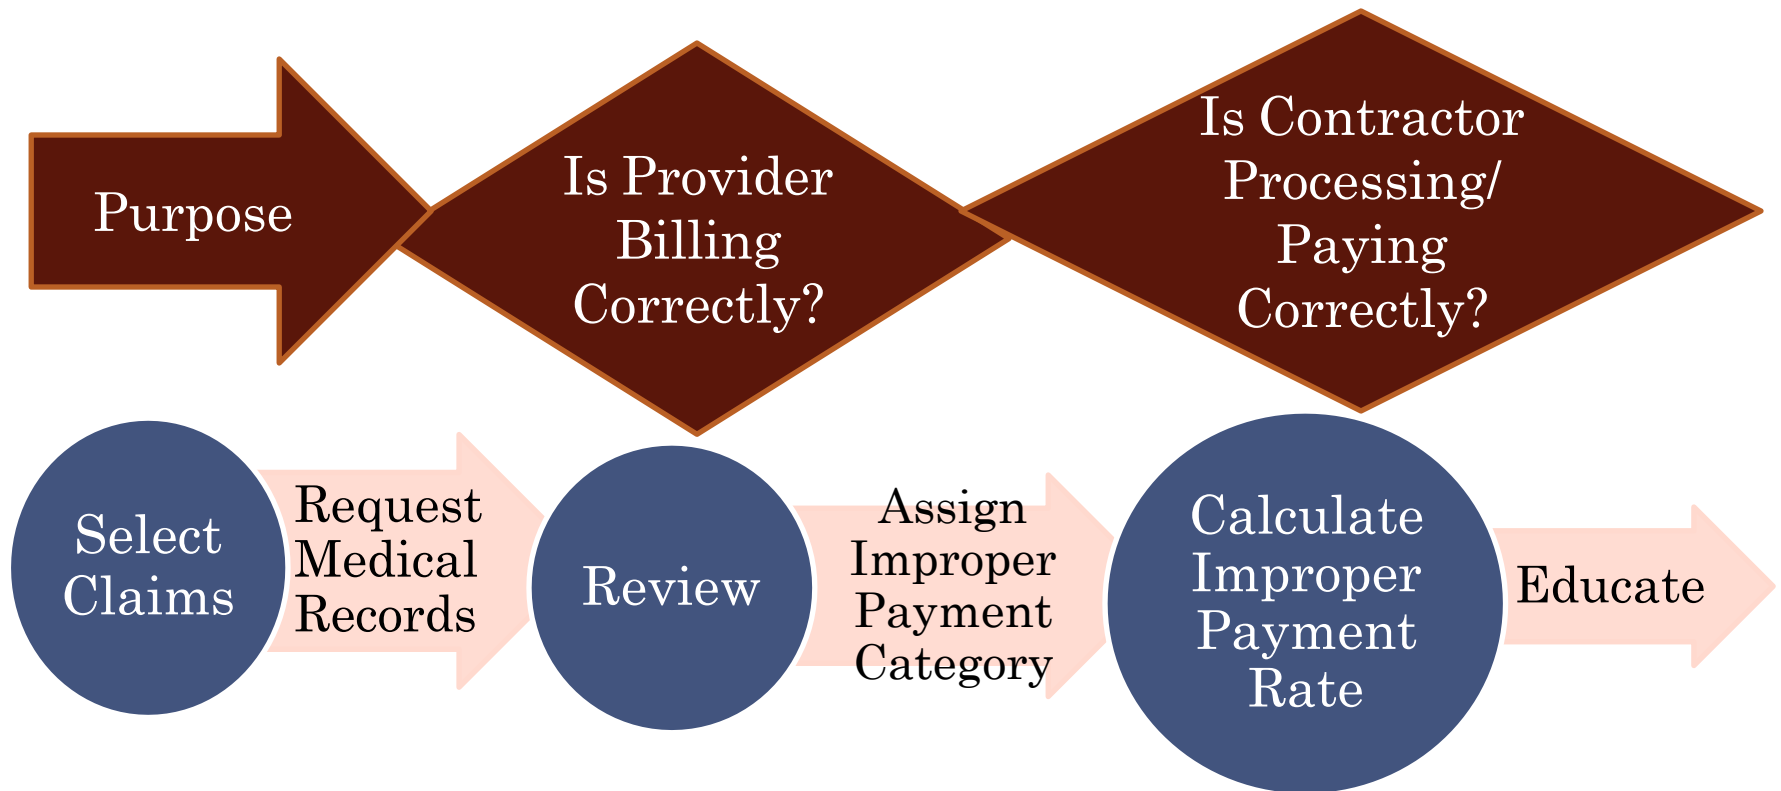 Purpose
Is Provider
Billing
Correctly?
Is Contractor
Processing/
Paying
Correctly?
Select
Claims
Request
Medical
Records
Review
Assign
Improper
Payment
Category
Calculate
Improper
Payment
Rate
Educate